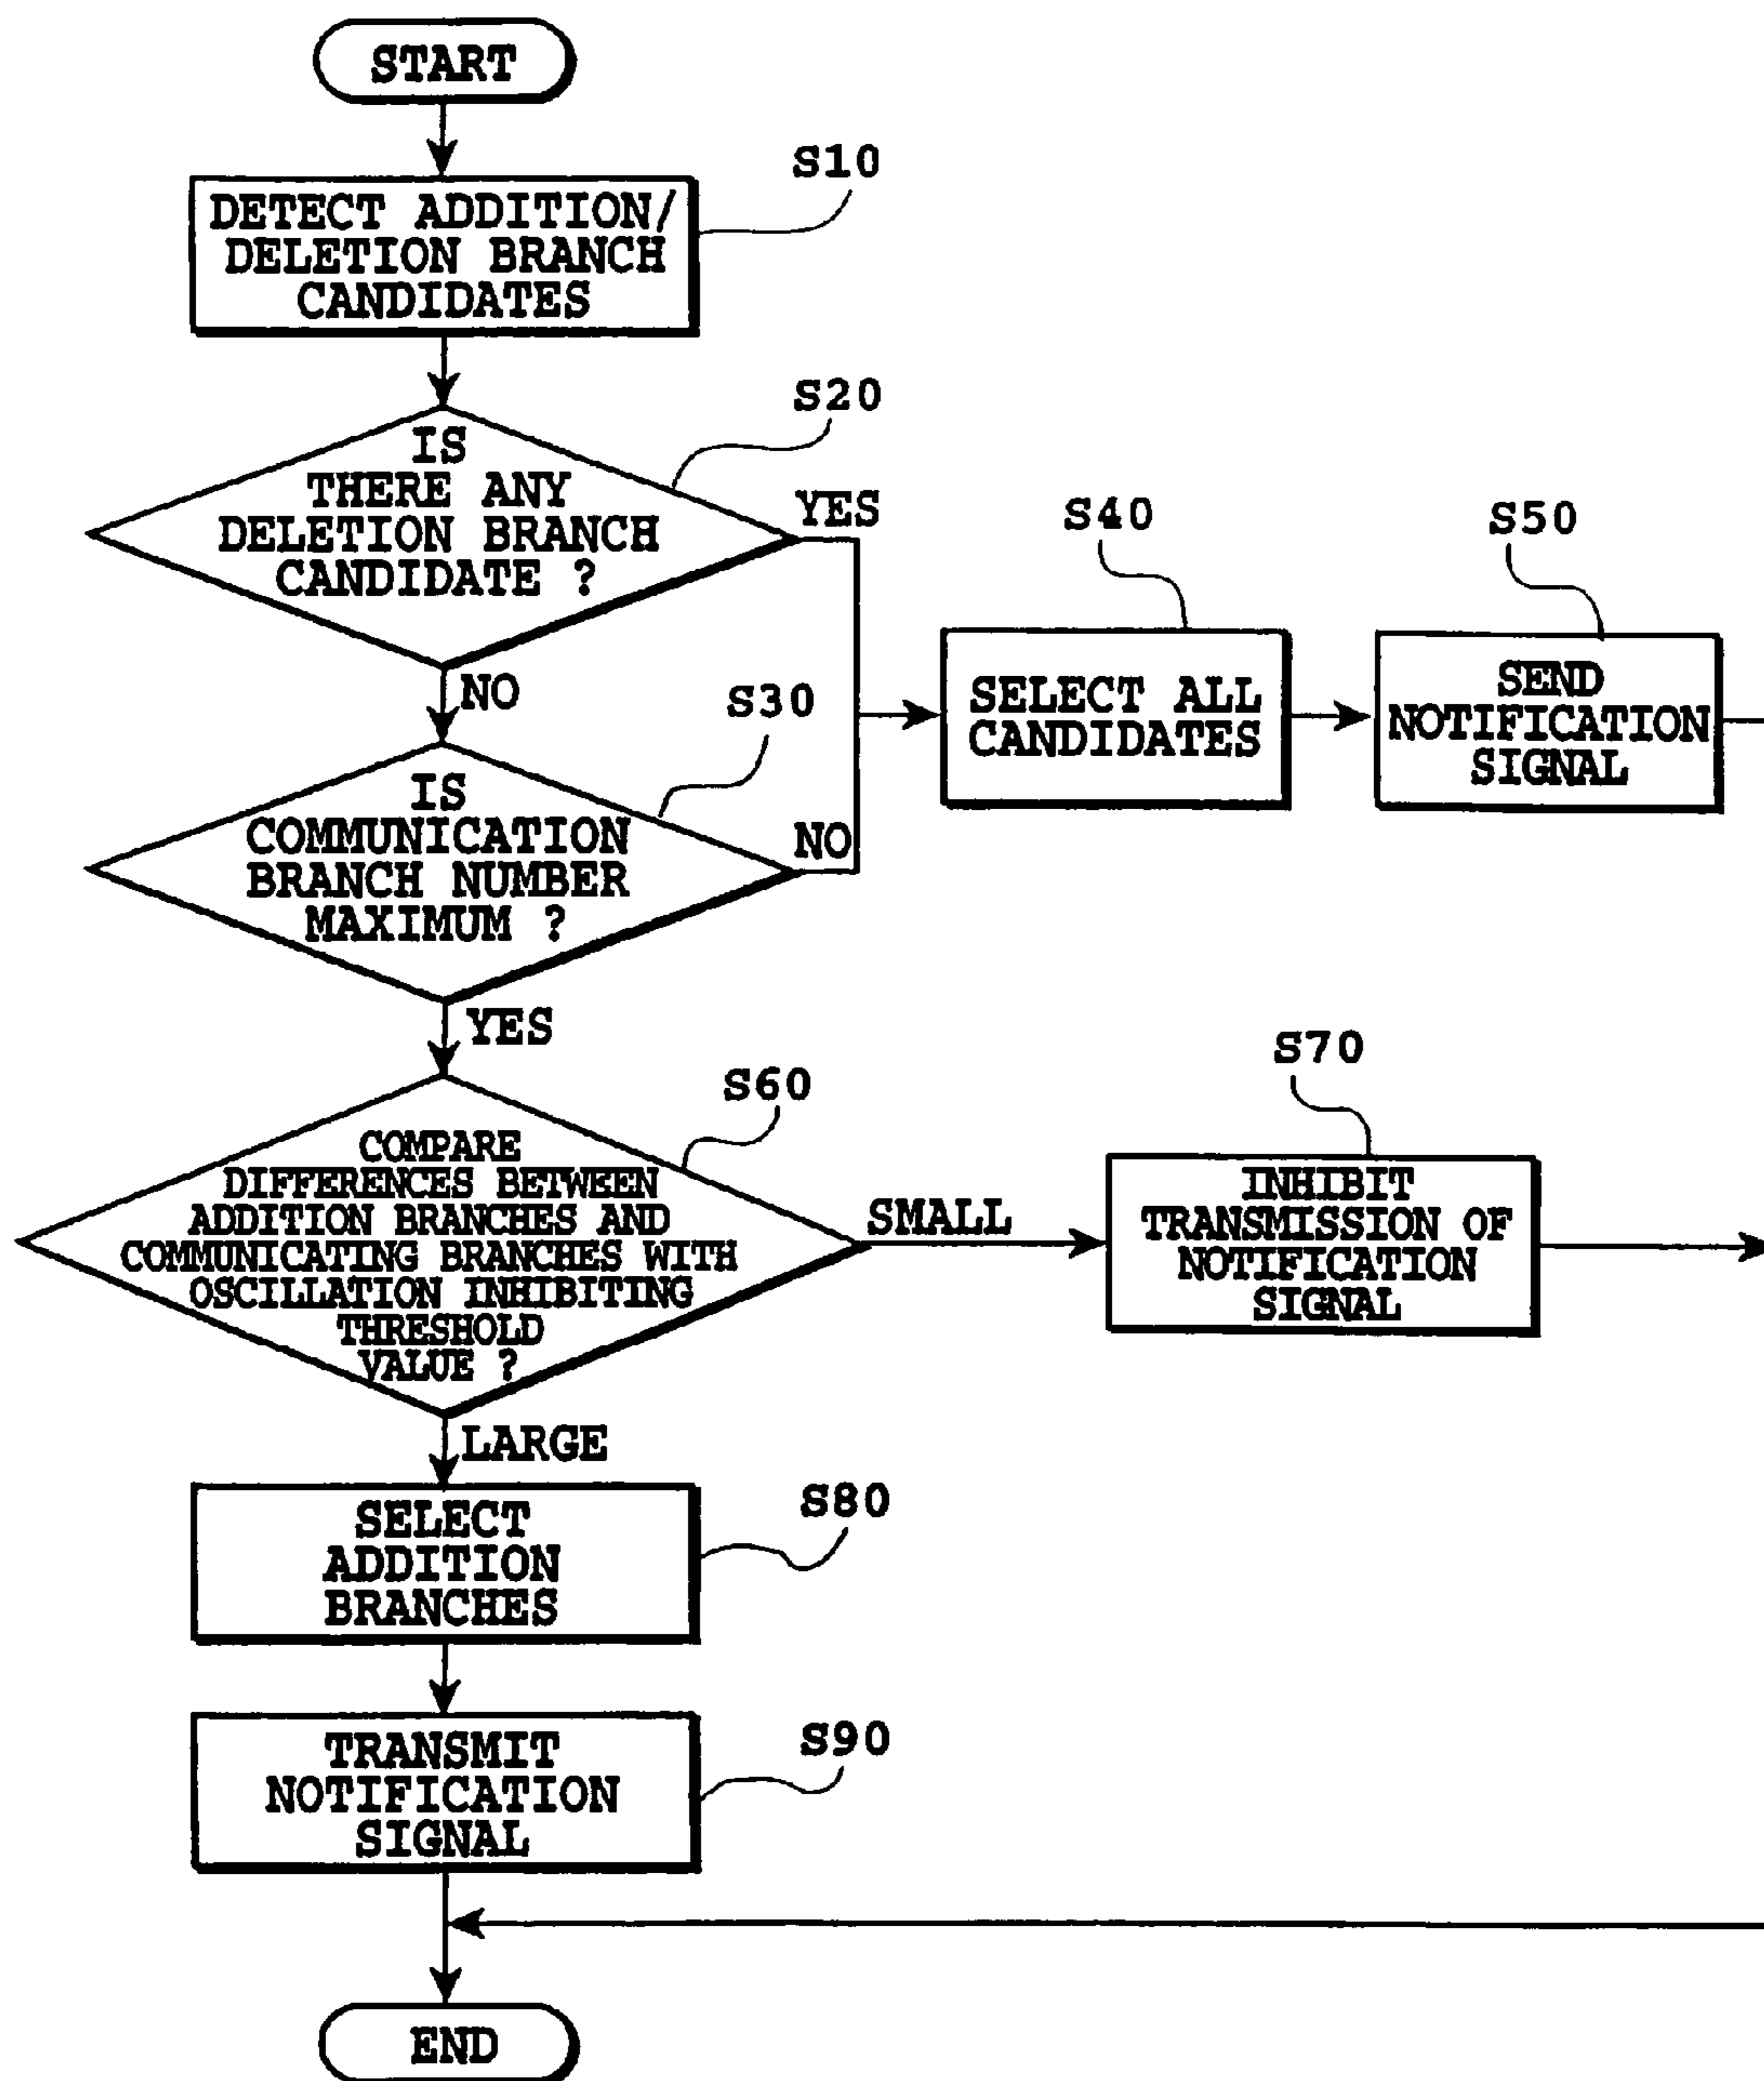 START
S10
DETECT ADDITION/
DELETION BRANCH
CANDIDATES
S20
IS
THERE ANY
DELETION BRANCH
CANDIDATE ?
YES
NO
S40
SELECT ALL
CANDIDATES
S50
SEND
NOTIFICATION
SIGNAL
S30
IS
COMMUNICATION
BRANCH NUMBER
MAXIMUM ?
NO
YES
S60
COMPARE
DIFFERENCES BETWEEN
ADDITION BRANCHES AND
COMMUNICATING BRANCHES WITH
OSCILLATION INHIBITING
THRESHOLD
VALUE ?
SMALL
S70
INHIBIT
TRANSMISSION OF
NOTIFICATION
SIGNAL
LARGE
S80
SELECT
ADDITION
BRANCHES
S90
TRANSMIT
NOTIFICATION
SIGNAL
END